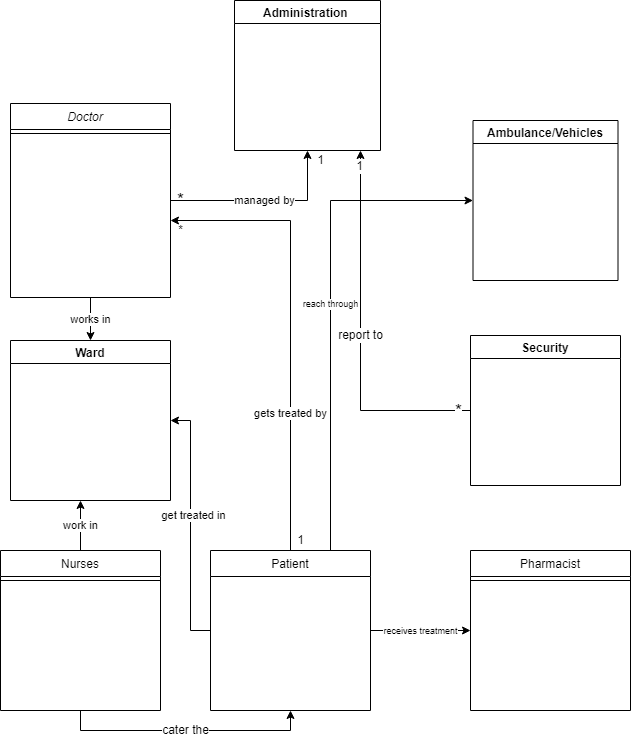 Administration
Doctor
Ambulance/Vehicles
1
1
*
managed by
*
reach through
works in
report to
Ward
Security
*
gets treated by
get treated in
work in
1
Nurses
Patient
Pharmacist
receives treatment
cater the